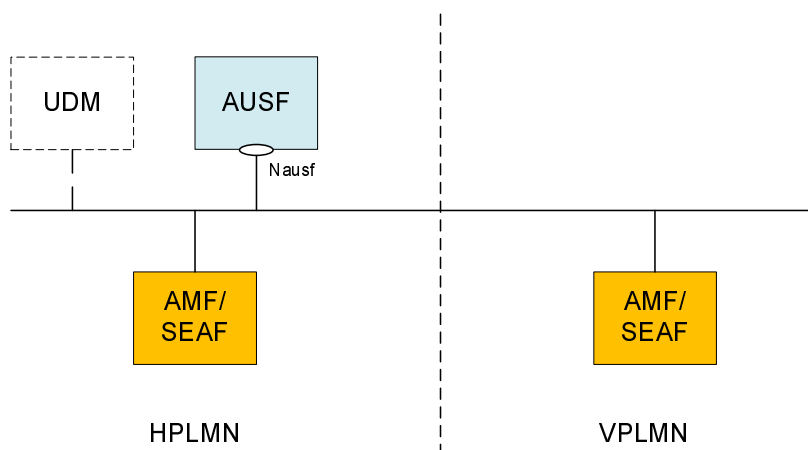 UDM
AUSF
Nausf
AMF/
SEAF
AMF/
SEAF
HPLMN
VPLMN